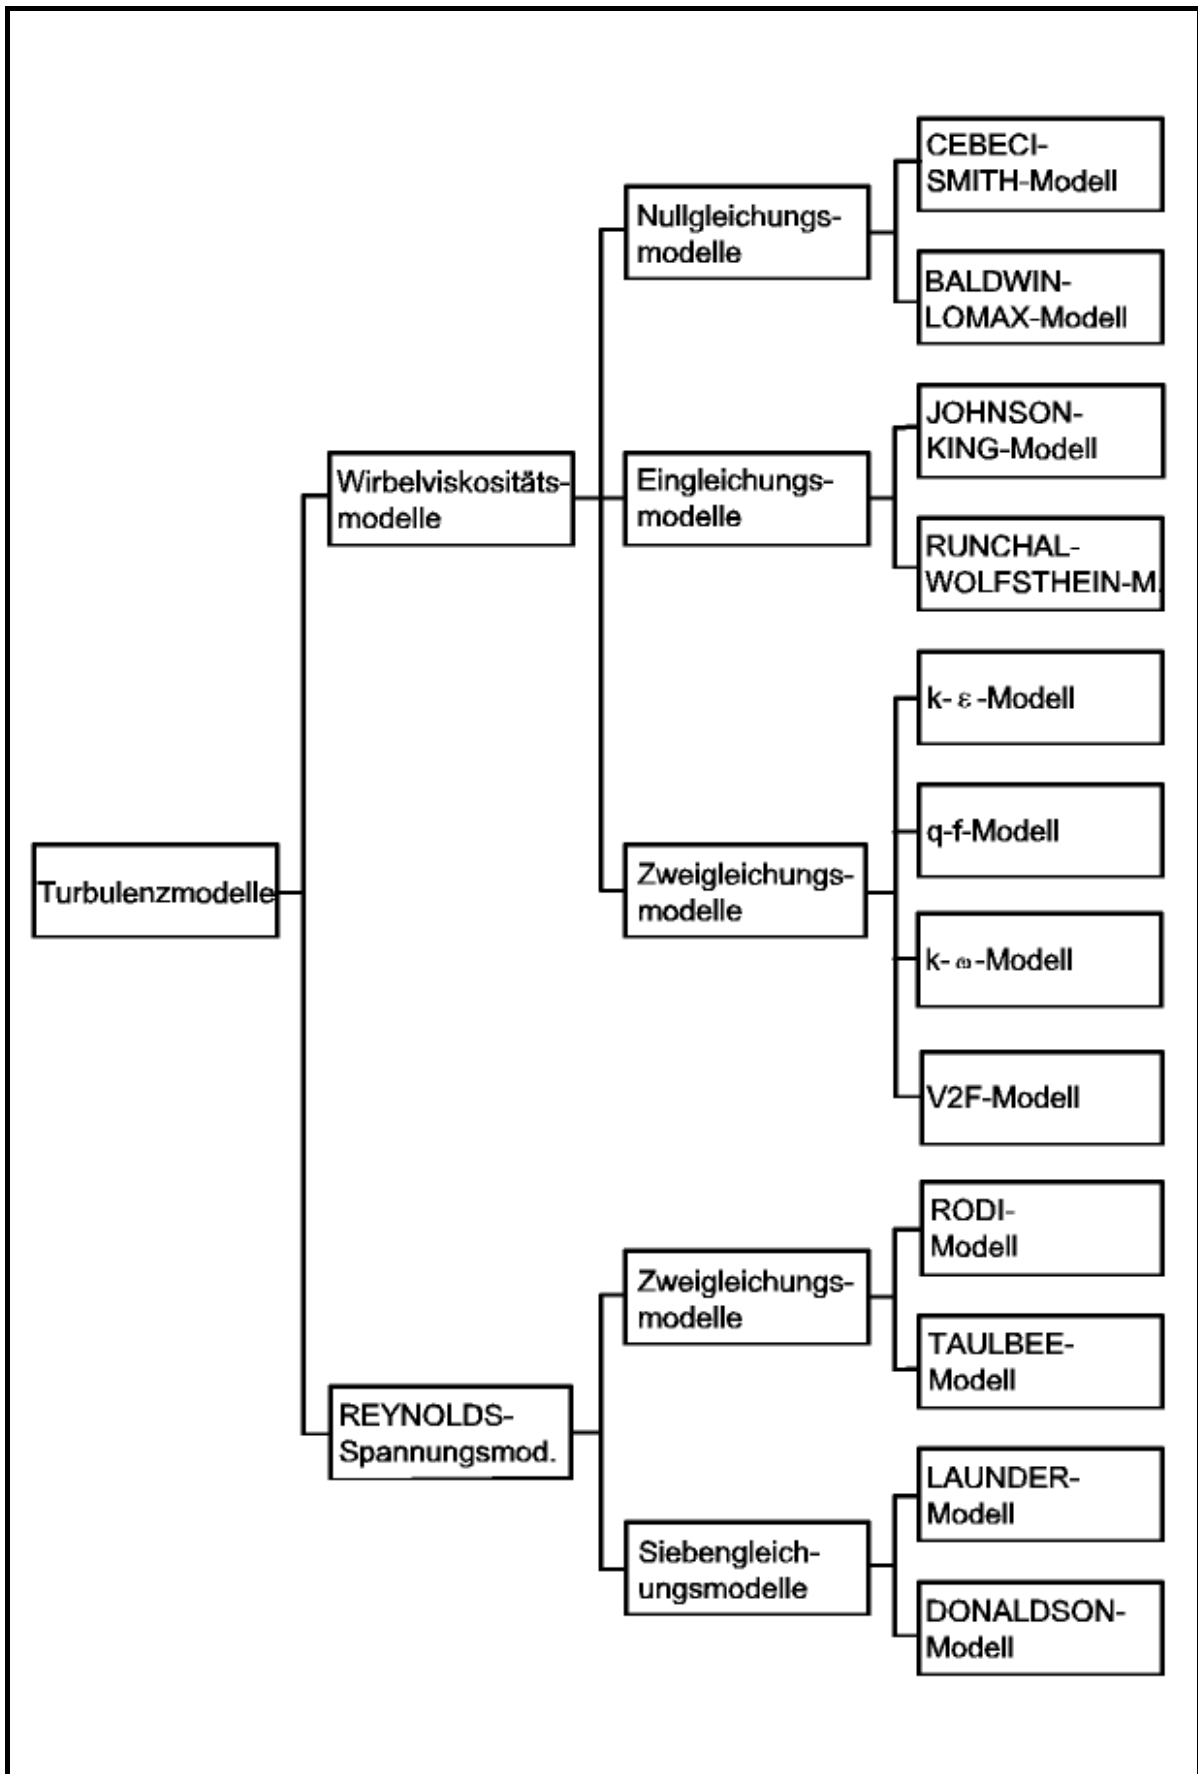 CEBECI-
SMITH-Modell
Nullgleichungs-
modelle
BALDWIN-
LOMAX-Modell
JOHNSON-
KING-Modell
Wirbelviskositäts-
modelle
Eingleichungs-
modelle
RUNCHAL-
WOLFSTHEIN-M.
k- ε -Modell
q-f-Modell
Turbulenzmodelle
Zweigleichungs-
modelle
k- ω -Modell
V2F-Modell
RODI-
Modell
Zweigleichungs-
modelle
TAULBEE-
Modell
REYNOLDS-
Spannungsmod.
LAUNDER-
Modell
Siebengleich-
ungsmodelle
DONALDSON-
Modell